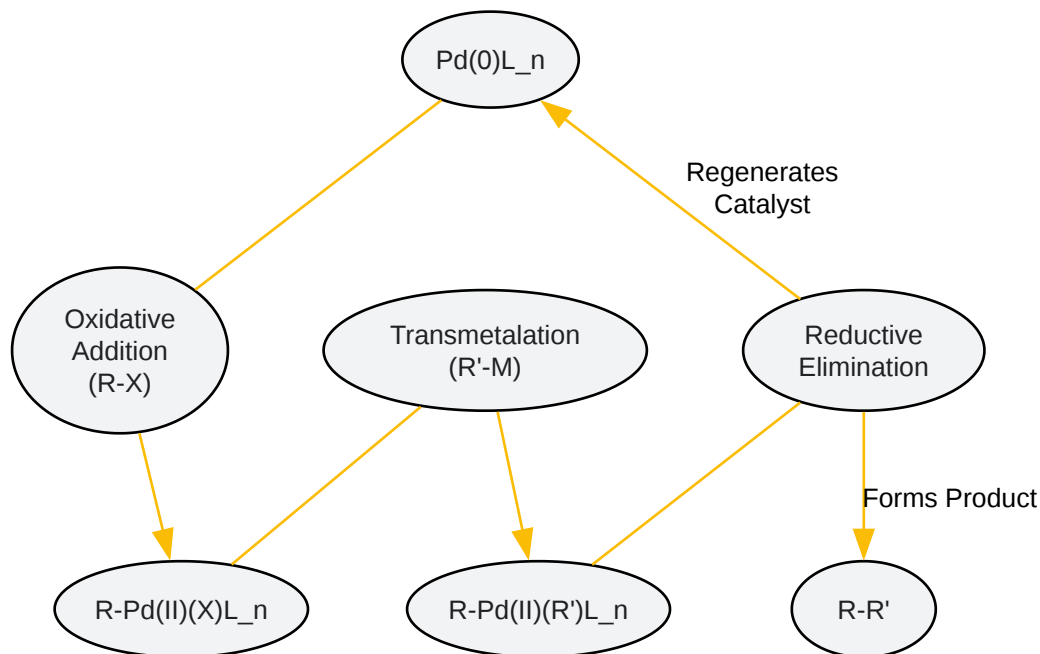 Pd(0)L_n
Regenerates
Catalyst
Oxidative
Addition
(R-X)
Transmetalation
(R'-M)
Reductive
Elimination
Forms Product
R-Pd(II)(X)L_n
R-Pd(II)(R')L_n
R-R'